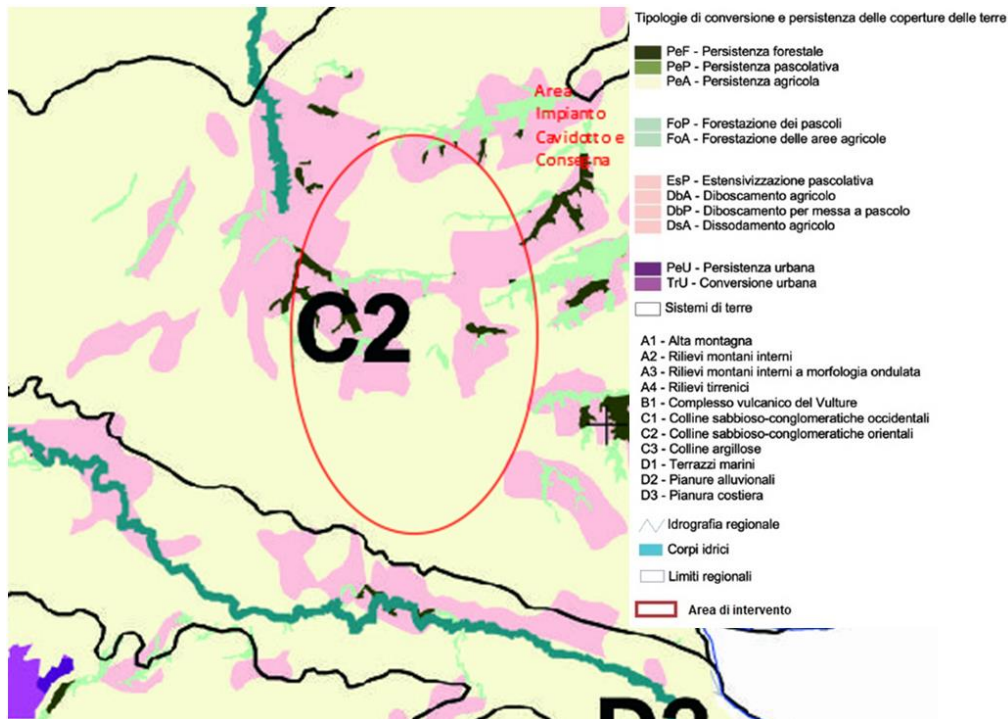 Tipologie di conversione e persistenza delle coperture delle terre
PeF - Persistenza forestale
PeP - Persistenza pascolativa
PeA - Persistenza agricola
FoP - Forestazione dei pascoli
FoA - Forestazione delle aree agricole
EsP - Estensivizzazione pascolativa
DbA - Diboscamento agricolo
DbP - Diboscamento per messa a pascolo
DsA - Dissodamento agricolo
PeU - Persistenza urbana
TrU - Conversione urbana
Sistemi di terre
A1 - Alta montagna
A2 - Rilievi montani interni
A3 - Rilievi montani interni a morfologia ondulata
A4 - Rilievi tirrenici
B1 - Complesso vulcanico del Vulture
C1 - Colline sabbioso-conglomeratiche occidentali
C2 - Colline sabbioso-conglomeratiche orientali
C3 - Colline argillose
D1 - Terrazzi marini
D2 - Pianure alluvionali
D3 - Pianura costiera
Idrografia regionale
Corpi idrici
Limiti regionali
Area di intervento
Area
Impianto
Cavidotto e
Consegna
C2